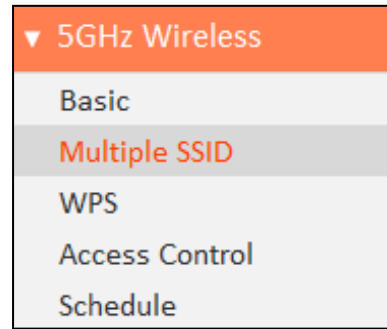 ▼ 5GHz Wireless
Basic
Multiple SSID
WPS
Access Control
Schedule